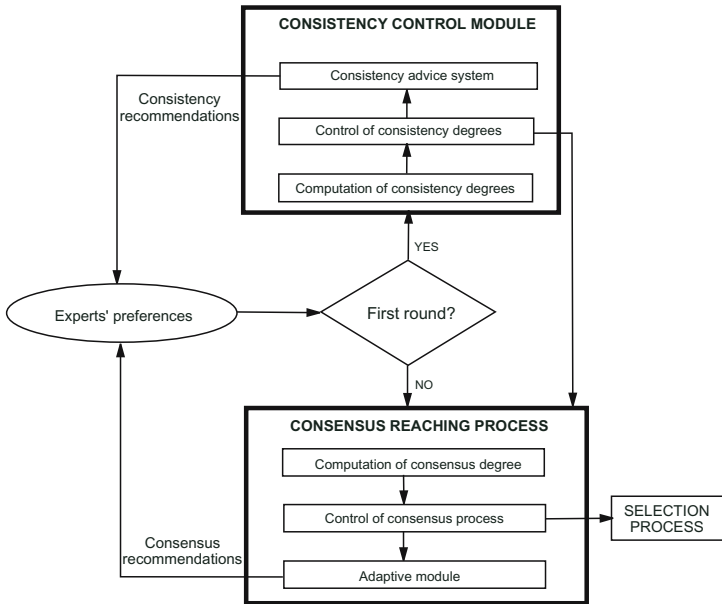 CONSISTENCY CONTROL MODULE
Consistency advice system
Consistency
recommendations
Control of consistency degrees
Computation of consistency degrees
YES
Experts' preferences
First round?
NO
CONSENSUS REACHING PROCESS
Computation of consensus degree
Control of consensus process
SELECTION
PROCESS
Consensus
recommendations
Adaptive module